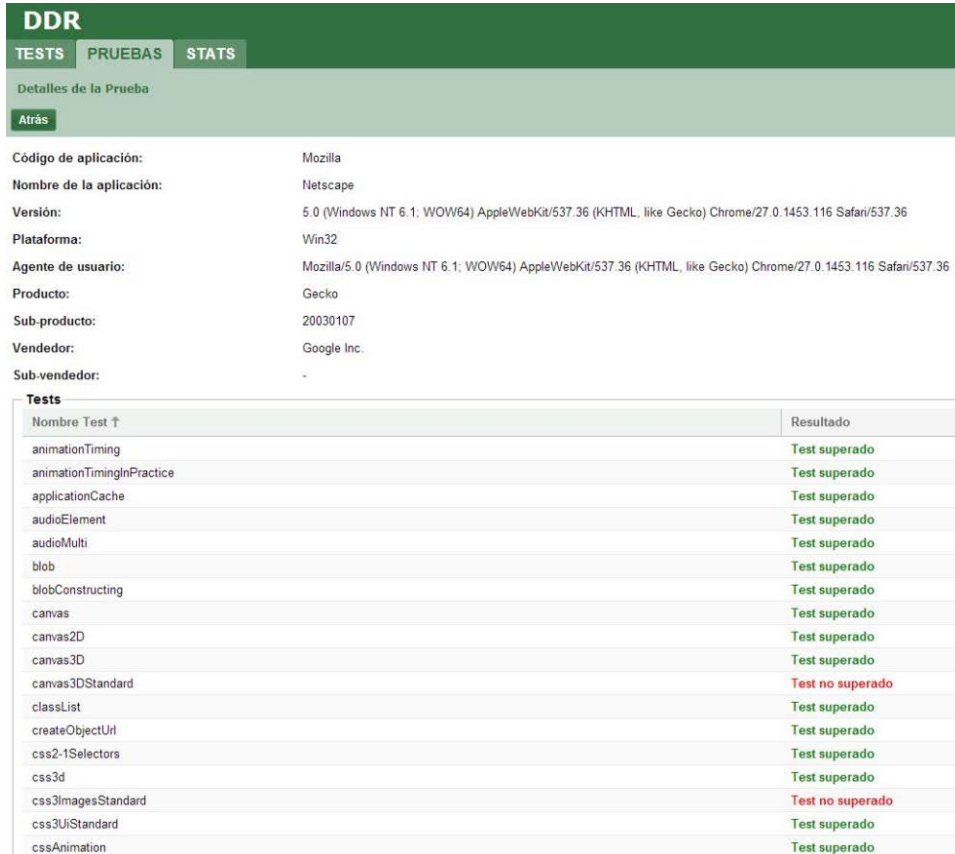 DDR
TESTS PRUEBAS STATS
Detalles de la Prueba
Atrás
Código de aplicación: Mozilla
Nombre de la aplicación: Netscape
Versión: 5.0 (Windows NT 6.1; WOW64) AppleWebKit/537.36 (KHTML, like Gecko) Chrome/27.0.1453.116 Safari/537.36
Plataforma: Win32
Agente de usuario: Mozilla/5.0 (Windows NT 6.1; WOW64) AppleWebKit/537.36 (KHTML, like Gecko) Chrome/27.0.1453.116 Safari/537.36
Producto: Gecko
Sub-producto: 20030107
Vendedor: Google Inc.
Sub-vendedor: -
Tests
Nombre Test ↑ Resultado
animationTiming Test superado
animationTimingInPractice Test superado
applicationCache Test superado
audioElement Test superado
audioMulti Test superado
blob Test superado
blobConstructing Test superado
canvas Test superado
canvas2D Test superado
canvas3D Test superado
canvas3DStandard Test no superado
classList Test superado
createObjectUrl Test superado
css2-1Selectors Test superado
css3d Test superado
css3ImagesStandard Test no superado
css3UiStandard Test superado
cssAnimation Test superado